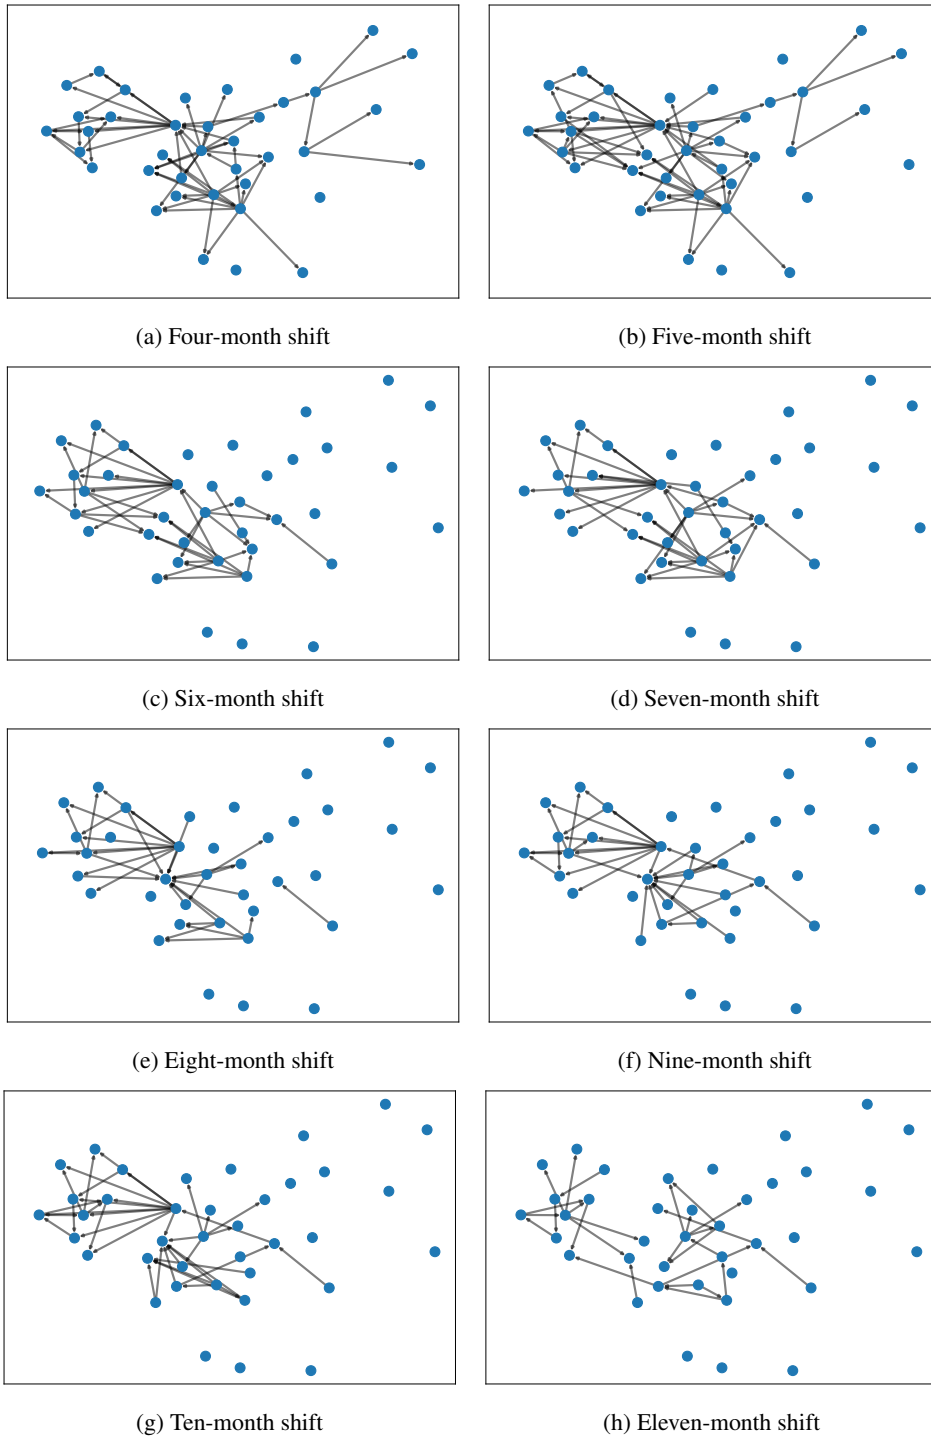 (a) Four-month shift
(b) Five-month shift
(c) Six-month shift
(d) Seven-month shift
(e) Eight-month shift
(f) Nine-month shift
(g) Ten-month shift
(h) Eleven-month shift